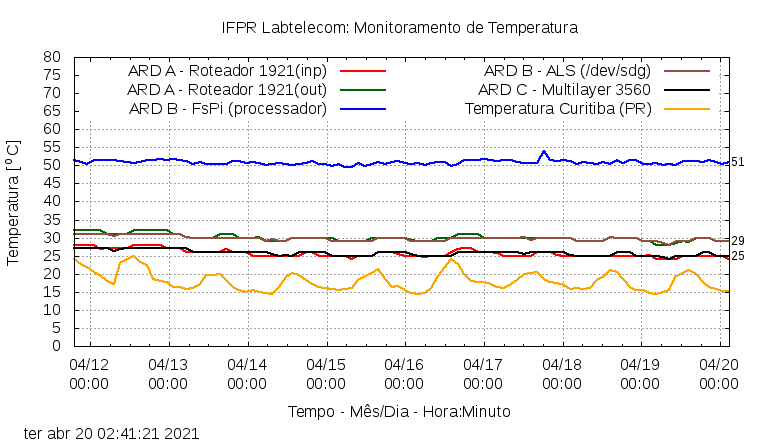 IFPR Labtelecom: Monitoramento de Temperatura
Temperatura [ º C]
80
75
70
65
60
55
50
45
40
35
30
25
20
15
10
5
0
ARD A - Roteador 1921(inp)
ARD A - Roteador 1921(out)
ARD B - FsPi (processador)
ARD B - ALS (/dev/sdg)
ARD C - Multilayer 3560
Temperatura Curitiba (PR)
51
29
25
04/12 04/13 04/14 04/15 04/16 04/17 04/18 04/19 04/20
00:00 00:00 00:00 00:00 00:00 00:00 00:00 00:00 00:00
Tempo - Mês/Dia - Hora:Minuto
ter abr 20 02:41:21 2021